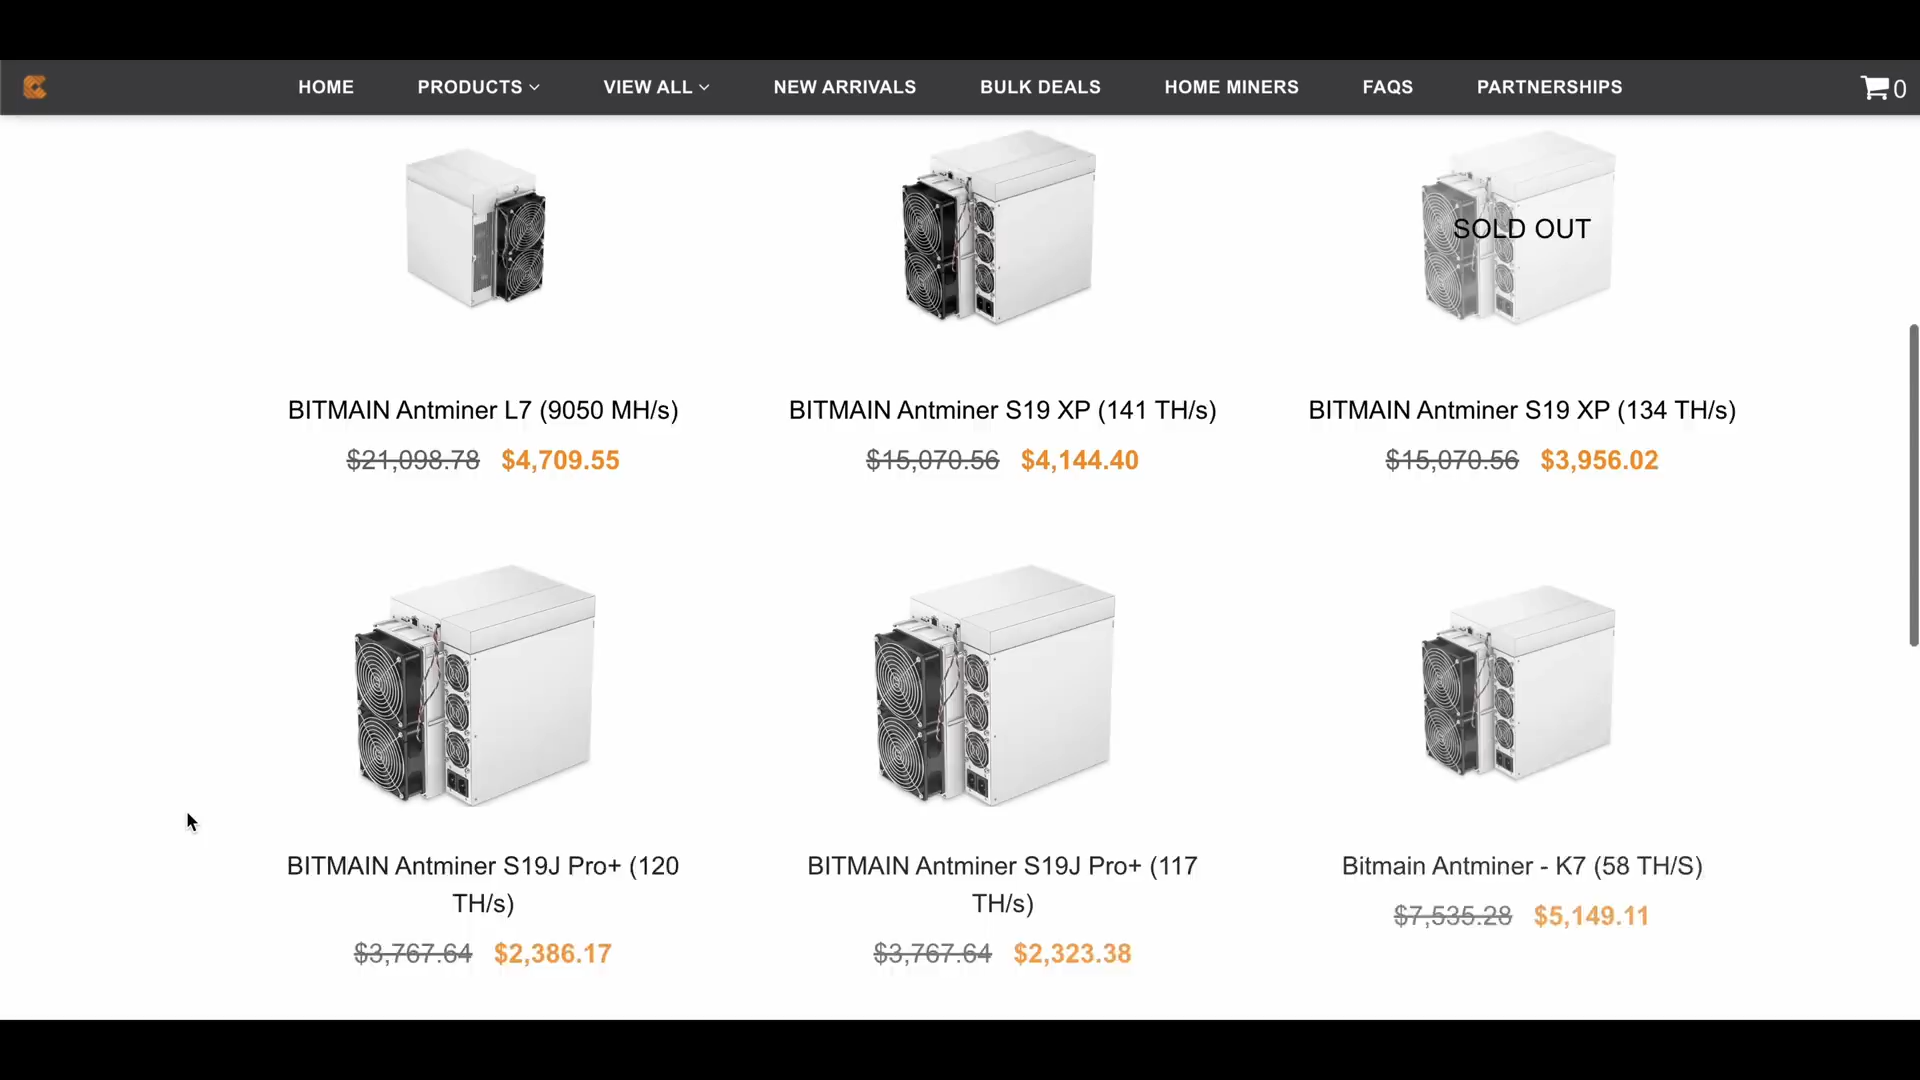 HOME PRODUCTS VIEW ALL NEW ARRIVALS BULK DEALS HOME MINERS FAQS PARTNERSHIPS 0
SOLD OUT
BITMAIN Antminer L7 (9050 MH/s)
$21,098.78 $4,709.55
BITMAIN Antminer S19 XP (141 TH/s)
$15,070.56 $4,144.40
BITMAIN Antminer S19 XP (134 TH/s)
$15,070.56 $3,956.02
BITMAIN Antminer S19J Pro+ (120
TH/s)
$3,767.64 $2,386.17
BITMAIN Antminer S19J Pro+ (117
TH/s)
$3,767.64 $2,323.38
Bitmain Antminer - K7 (58 TH/S)
$7,535.28 $5,149.11